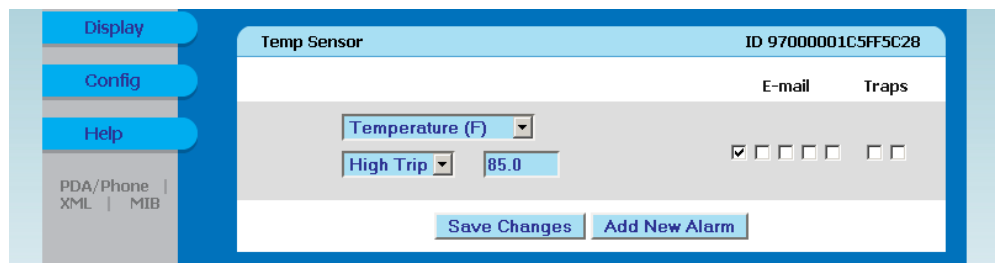 Display
Config
Help
PDA/Phone |
XML | MIB
Temp Sensor ID 97000001C5FF5C28
E-mail Traps
Temperature (F)
High Trip 85.0
Save Changes Add New Alarm